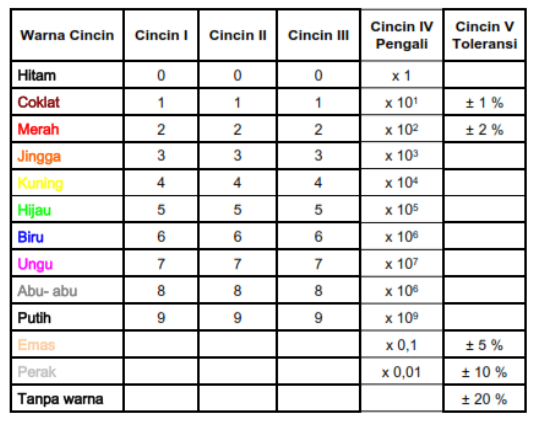 Warna Cincin Cincin I Cincin II Cincin III Cincin IV Pengali Cincin V Toleransi
Hitam 0 0 0 x 1
Coklat 1 1 1 x 10¹ ± 1 %
Merah 2 2 2 x 10² ± 2 %
Jingga 3 3 3 x 10³
Kuning 4 4 4 x 10⁴
Hijau 5 5 5 x 10⁵
Biru 6 6 6 x 10⁶
Ungu 7 7 7 x 10⁷
Abu- abu 8 8 8 x 10⁸
Putih 9 9 9 x 10⁹
Emas x 0,1 ± 5 %
Perak x 0,01 ± 10 %
Tanpa warna ± 20 %